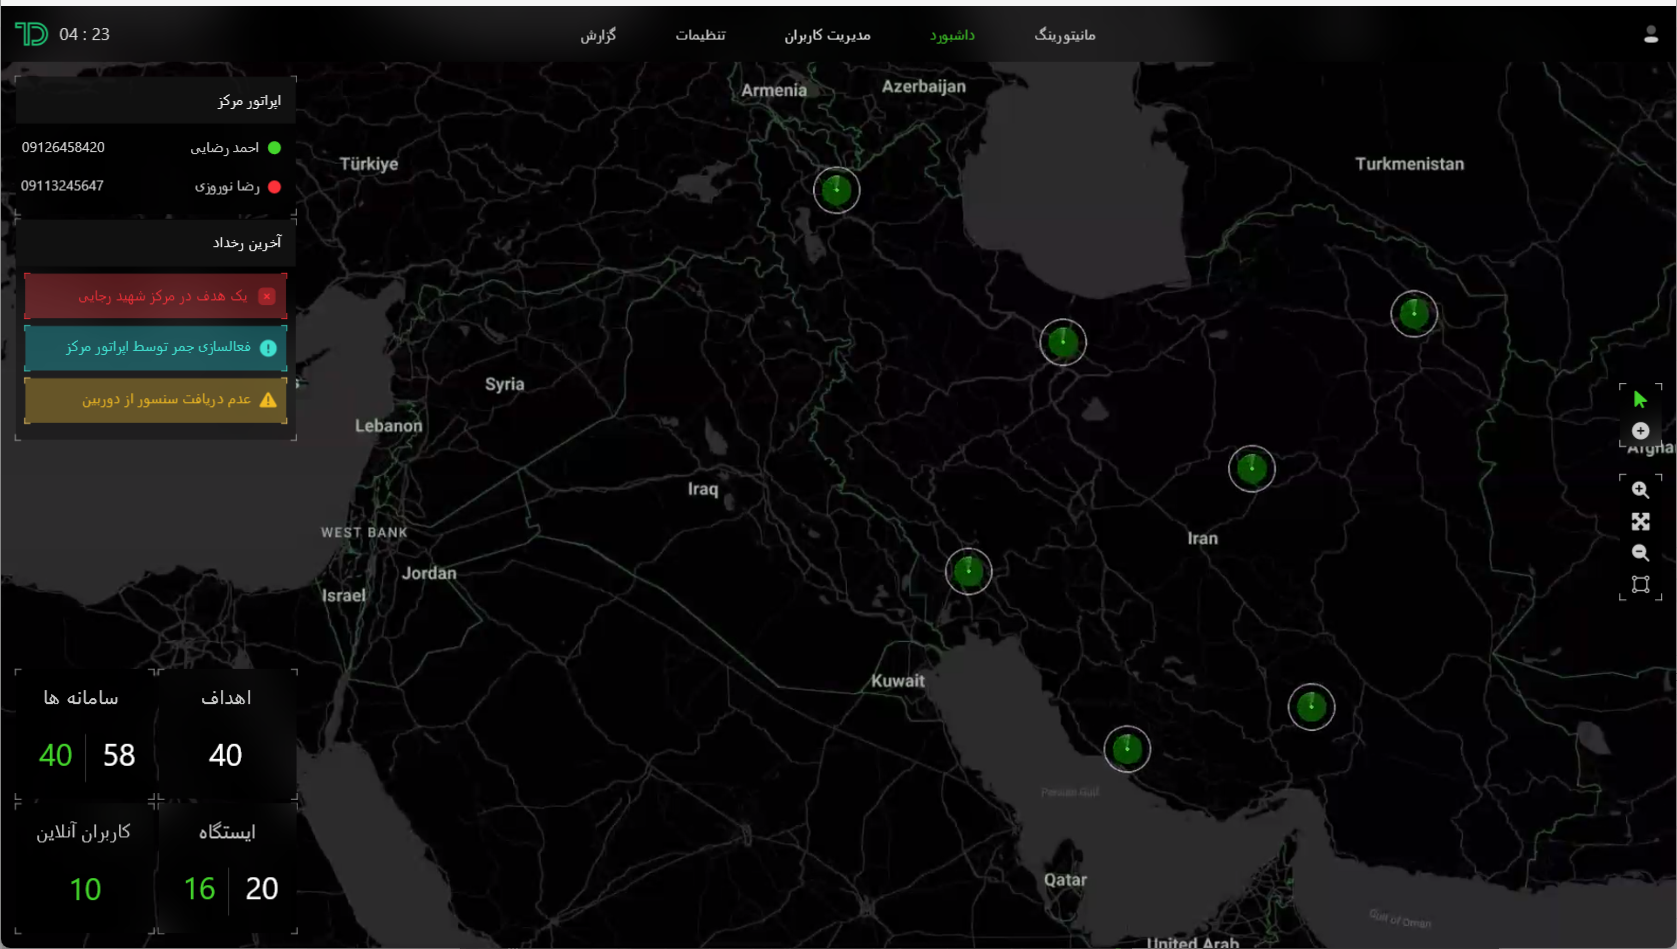 04 : 23
مانیتورینگ
داشبورد
مدیریت کاربران
تنظیمات
گزارش
اپراتور مرکز
احمد رضایی 09126458420
رضا نوروزی 09113245647
آخرین رخداد
یک هدف در مرکز شهید رجایی
فعالسازی جمر توسط اپراتور مرکز
عدم دریافت سنسور از دوربین
Armenia
Azerbaijan
Türkiye
Turkmenistan
Syria
Lebanon
Iraq
WEST BANK
Jordan
Israel
Iran
Kuwait
Persian Gulf
Qatar
Gulf of Oman
United Arab
اهداف
40
سامانه ها
58 40
ایستگاه
20 16
کاربران آنلاین
10